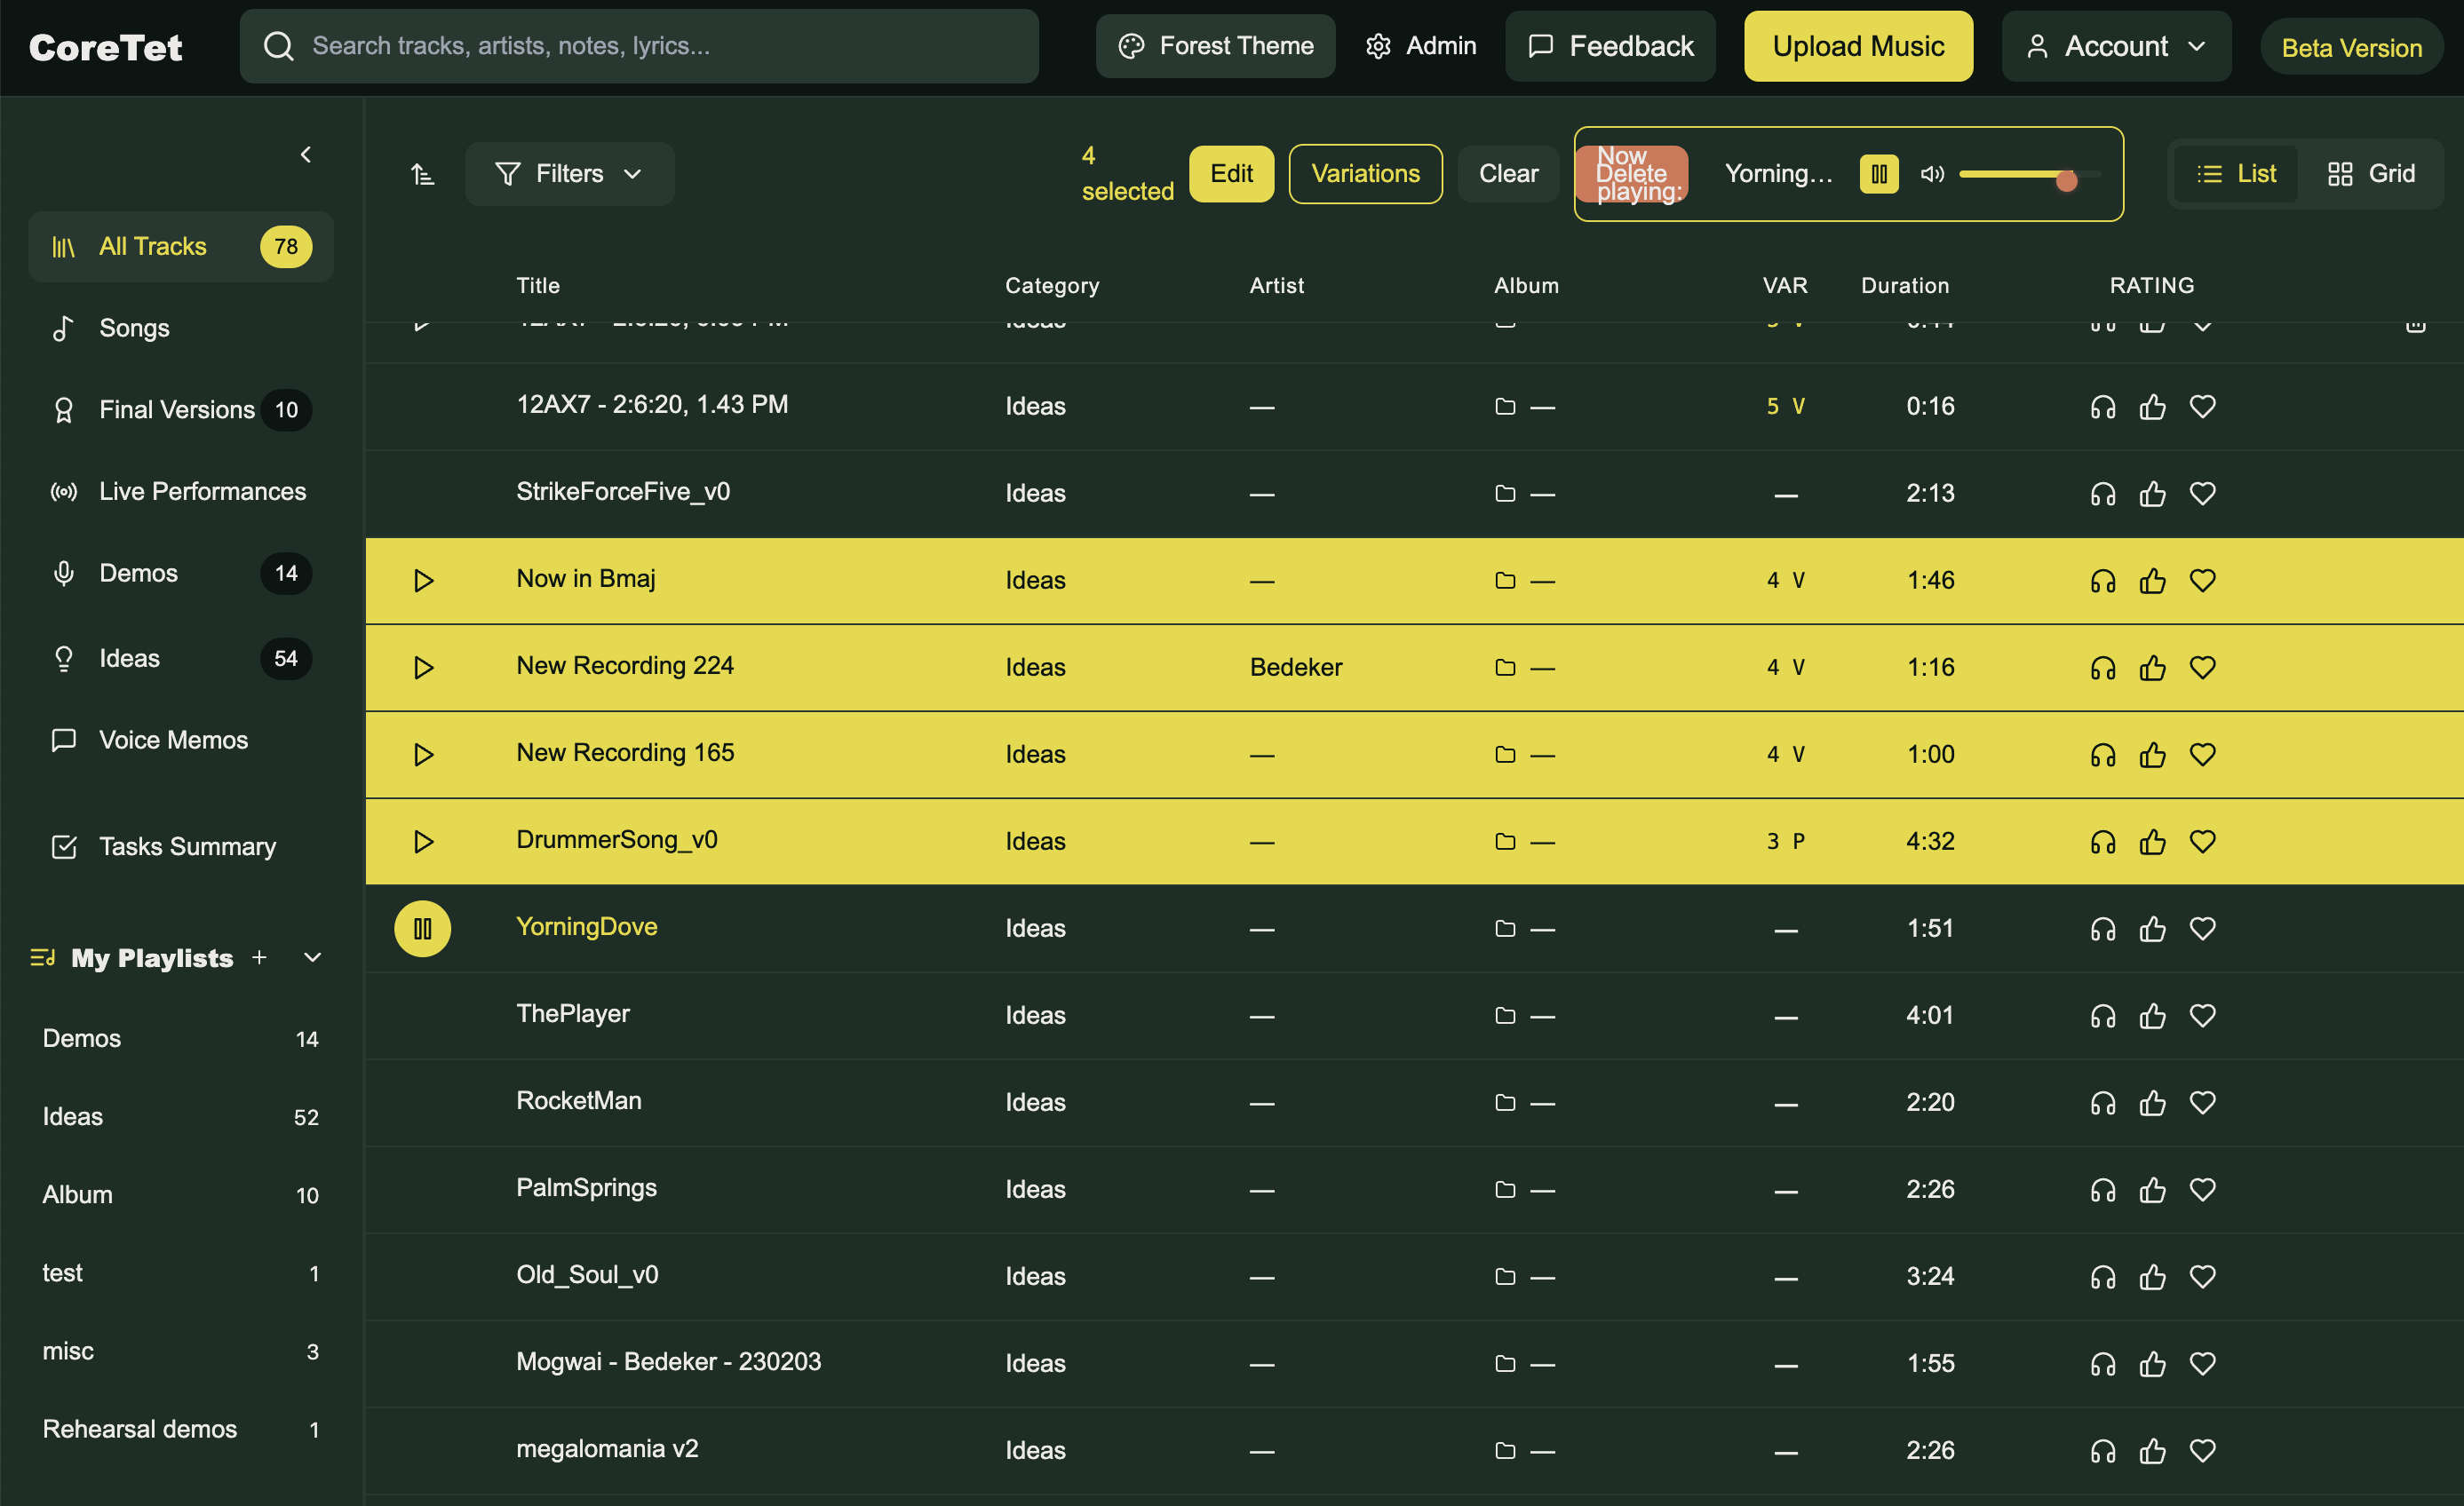 CoreTet
Search tracks, artists, notes, lyrics...
Forest Theme
Admin
Feedback
Upload Music
Account
Beta Version
Filters
4
selected
Edit
Variations
Clear
Delete
Now
playing:
Yorning...
List
Grid
All Tracks 78
Songs
Final Versions 10
Live Performances
Demos 14
Ideas 54
Voice Memos
Tasks Summary
My Playlists +
Demos 14
Ideas 52
Album 10
test 1
misc 3
Rehearsal demos 1
Title Category Artist Album VAR Duration RATING
12AX7 - 2:6:20, 1.43 PM Ideas — — 5 V 0:16
StrikeForceFive_v0 Ideas — — — 2:13
Now in Bmaj Ideas — — 4 V 1:46
New Recording 224 Ideas Bedeker — 4 V 1:16
New Recording 165 Ideas — — 4 V 1:00
DrummerSong_v0 Ideas — — 3 P 4:32
YorningDove Ideas — — — 1:51
ThePlayer Ideas — — — 4:01
RocketMan Ideas — — — 2:20
PalmSprings Ideas — — — 2:26
Old_Soul_v0 Ideas — — — 3:24
Mogwai - Bedeker - 230203 Ideas — — — 1:55
megalomania v2 Ideas — — — 2:26